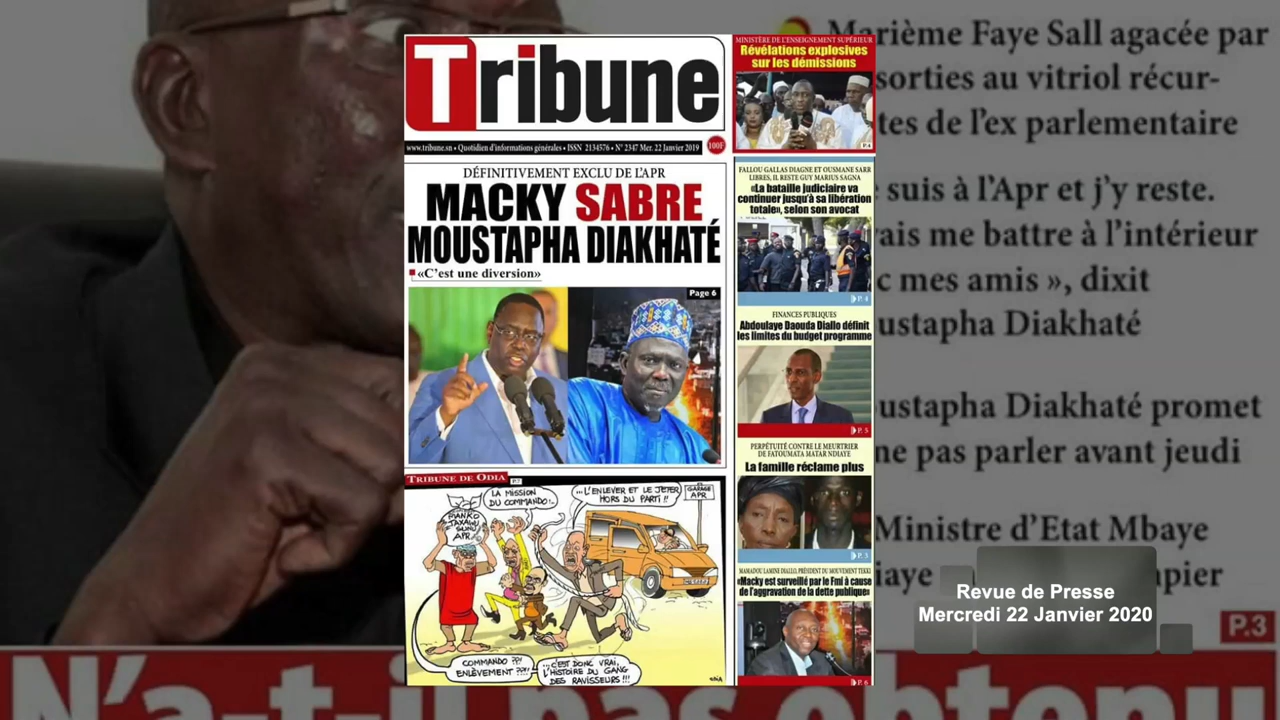 Tribune
www.tribune.sn • Quotidien d'informations générales • ISSN 2134576 • N° 2347 Mer. 22 Janvier 2019
100F
DÉFINITIVEMENT EXCLU DE L'APR
MACKY SABRE
MOUSTAPHA DIAKHATÉ
«C'est une diversion»
Page 6
TRIBUNE DE ODIA
P.7
LA MISSION
DU COMMANDO!..
...L'ENLEVER ET LE JETER
HORS DU PARTI !!
GARAGE
APR
MANKO
TAXAWU
SUNU
APR
COMMANDO ??!
ENLÈVEMENT ??!!
...C'EST DONC VRAI,
L'HISTOIRE DU GANG
DES RAVISSEURS !!!
ODIA
MINISTÈRE DE L'ENSEIGNEMENT SUPÉRIEUR
Révélations explosives
sur les démissions
P.4
FALLOU GALLAS DIAGNE ET OUSMANE SARR
LIBRES, IL RESTE GUY MARIUS SAGNA
«La bataille judiciaire va
continuer jusqu'à sa libération
totale», selon son avocat
P. 4
FINANCES PUBLIQUES
Abdoulaye Daouda Diallo définit
les limites du budget programme
P. 5
PERPÉTUITÉ CONTRE LE MEURTRIER
DE FATOUMATA MATAR NDIAYE
La famille réclame plus
P. 3
MAMADOU LAMINE DIALLO, PRÉSIDENT DU MOUVEMENT TEKKI
«Macky est surveillé par le Fmi à cause
de l'aggravation de la dette publique»
P. 6
Marième Faye Sall agacée par
sorties au vitriol récur-
tes de l'ex parlementaire
suis à l'Apr et j'y reste.
rais me battre à l'intérieur
c mes amis », dixit
ustapha Diakhaté
ustapha Diakhaté promet
ne pas parler avant jeudi
Ministre d'Etat Mbaye
iaye apier
Revue de Presse
Mercredi 22 Janvier 2020
P.3
N'a-t-il pas obtenu